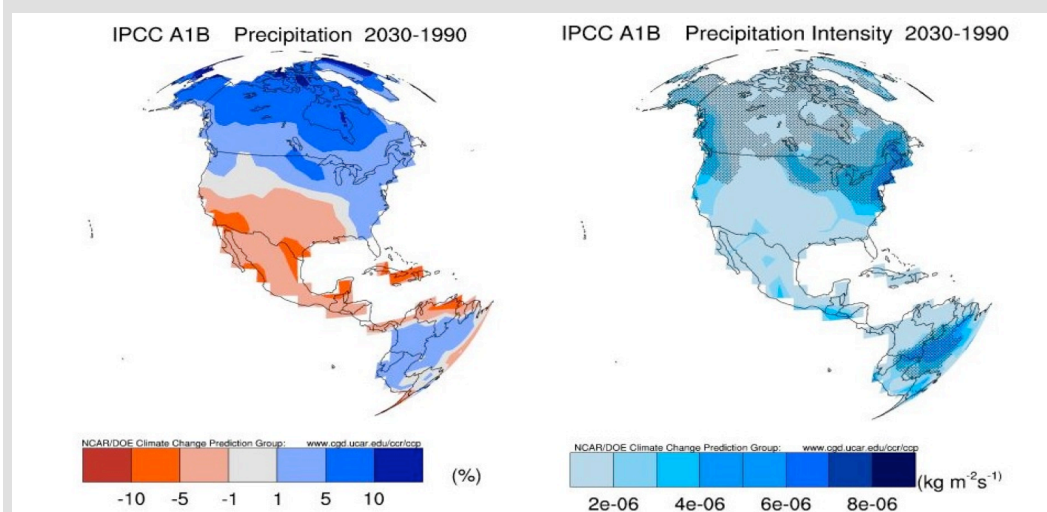 IPCC A1B Precipitation 2030-1990
NCAR/DOE Climate Change Prediction Group: www.cgd.ucar.edu/ccr/ccp
-10 -5 -1 1 5 10 (%)
IPCC A1B Precipitation Intensity 2030-1990
NCAR/DOE Climate Change Prediction Group: www.cgd.ucar.edu/ccr/ccp
(kg m⁻²s⁻¹)
2e-06 4e-06 6e-06 8e-06